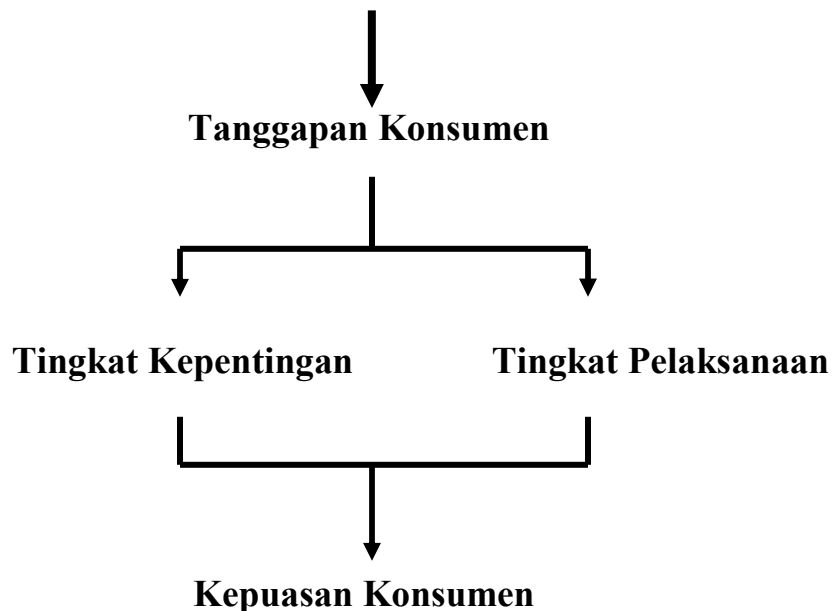 Tanggapan Konsumen
Tingkat Kepentingan
Tingkat Pelaksanaan
Kepuasan Konsumen